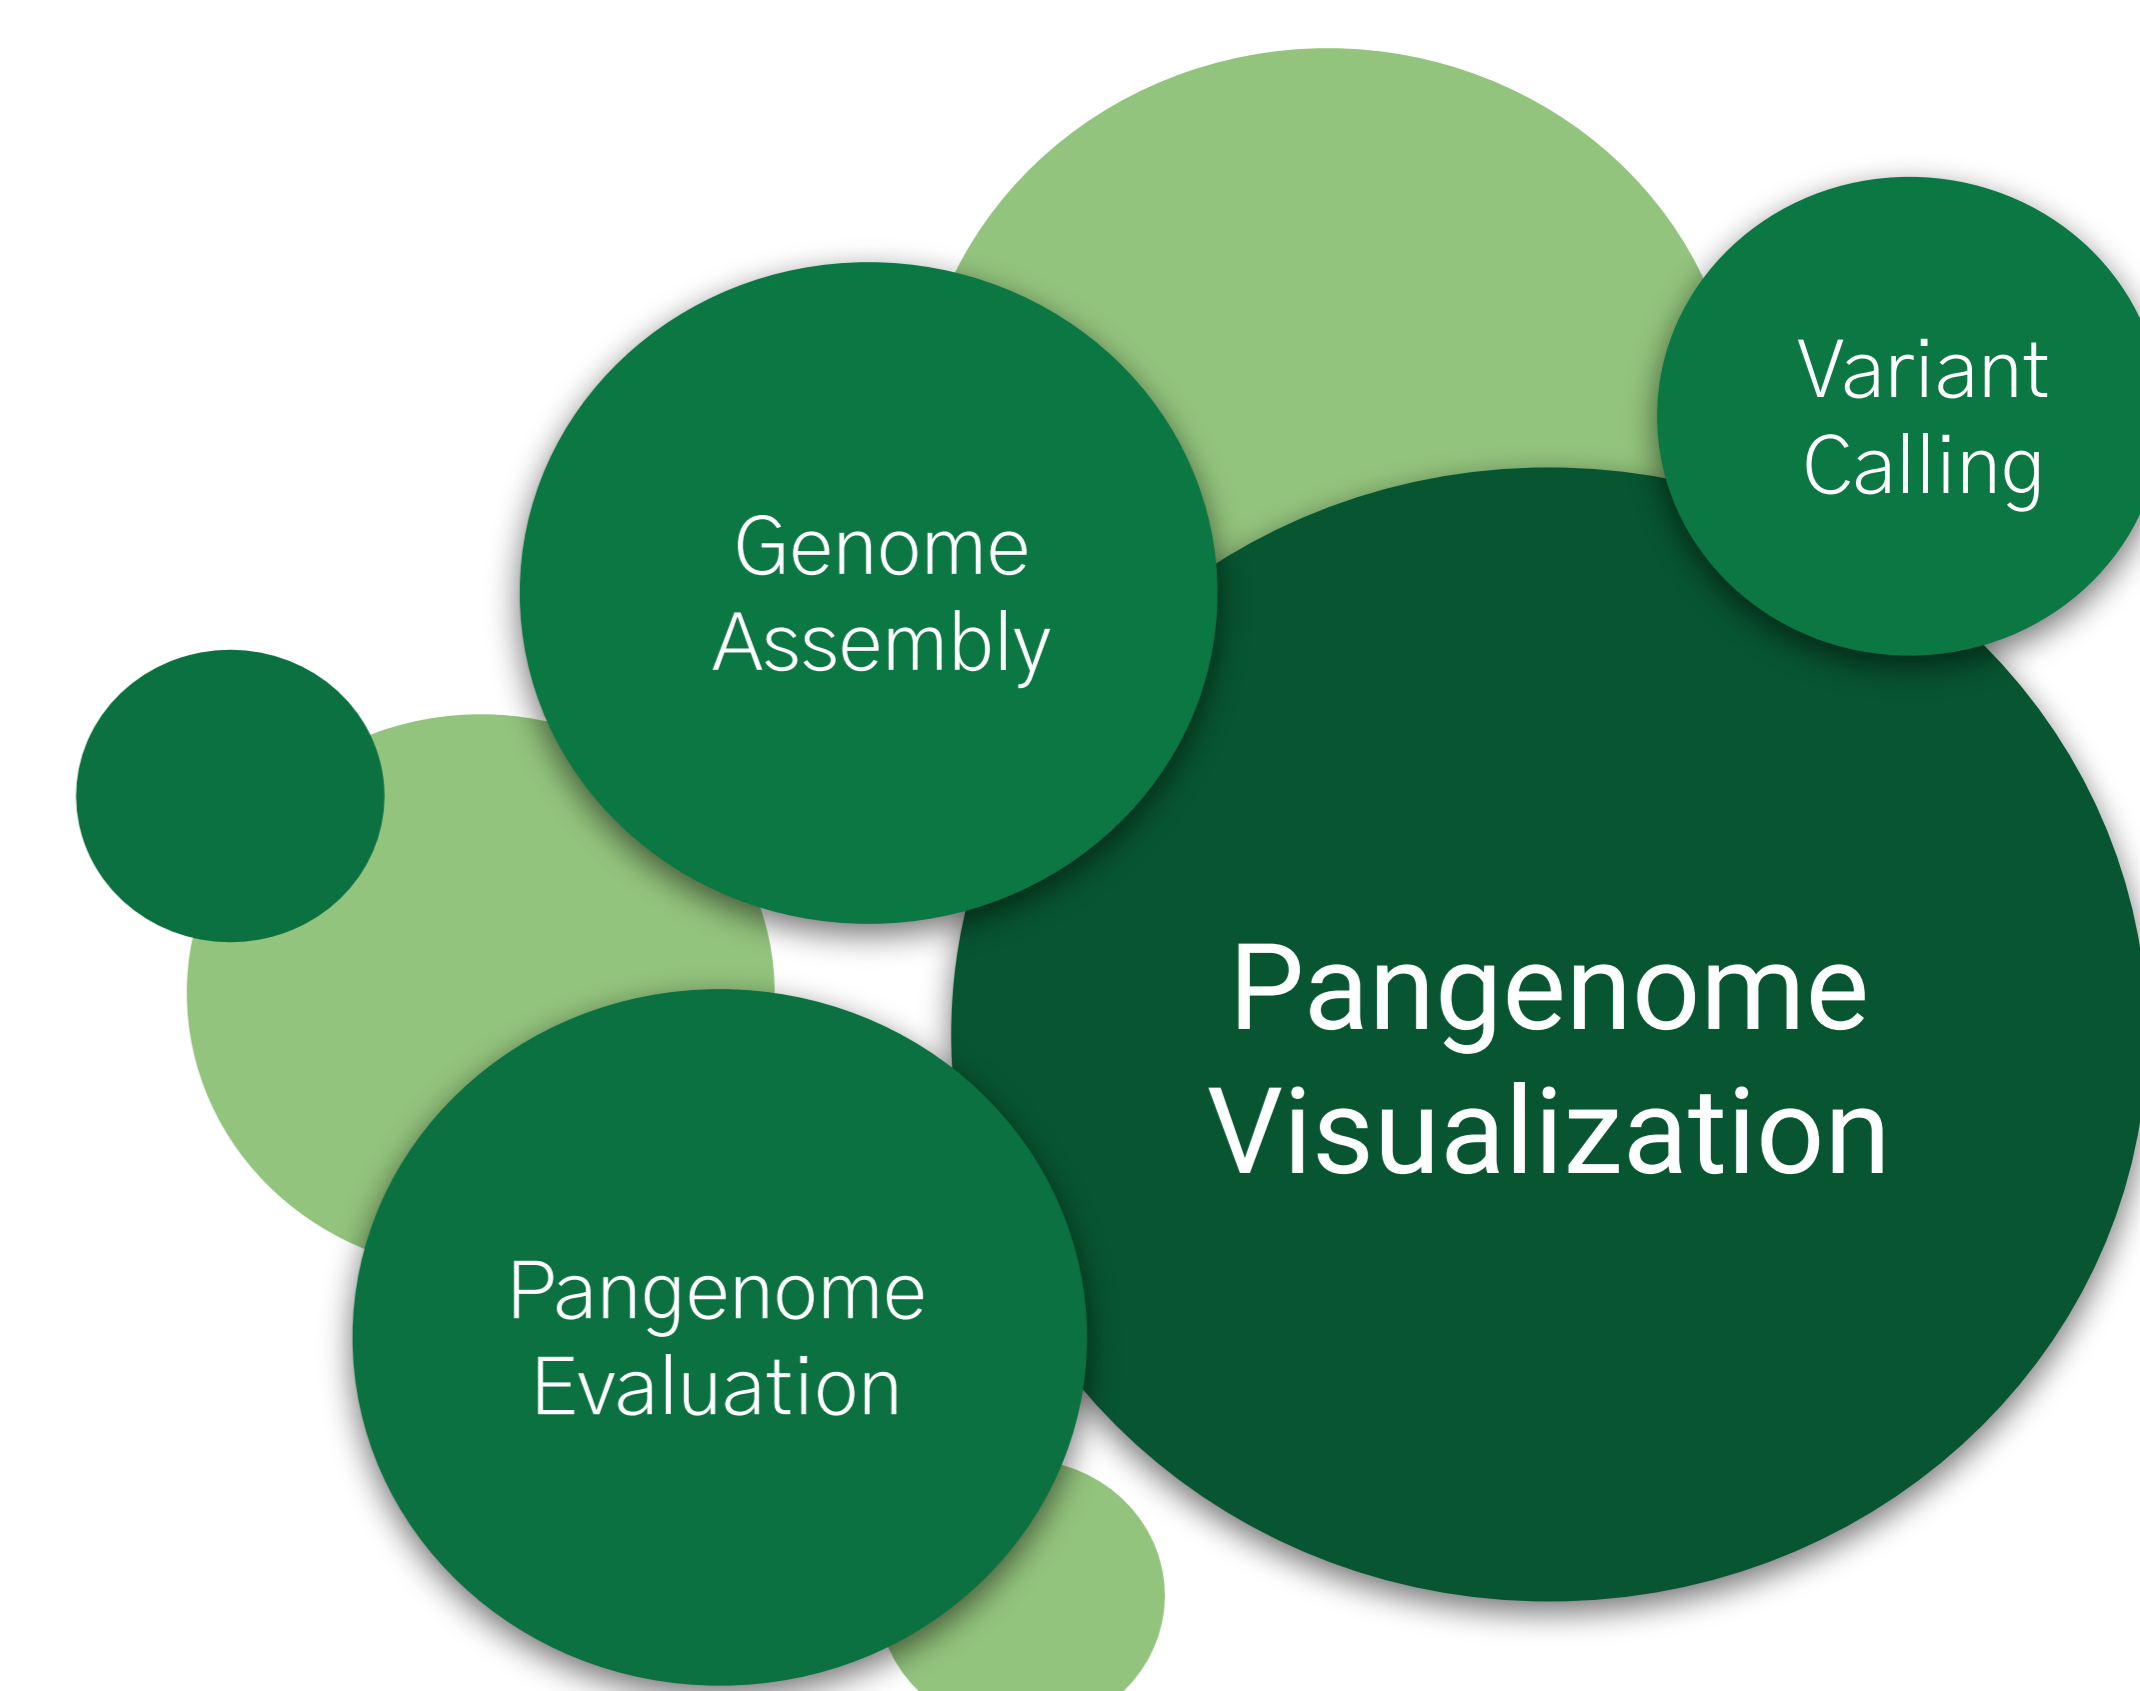 Variant
Calling
Genome
Assembly
Pangenome
Visualization
Pangenome
Evaluation